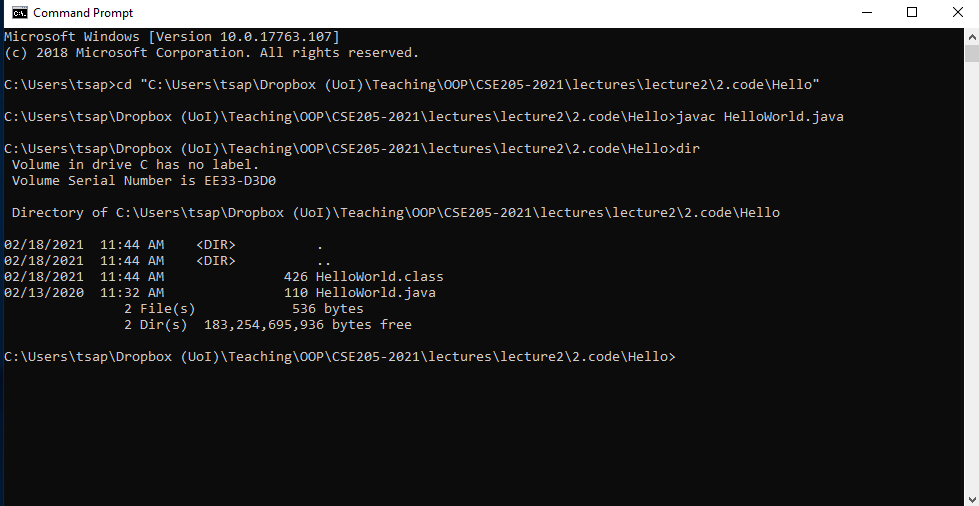 Command Prompt
Microsoft Windows [Version 10.0.17763.107]
(c) 2018 Microsoft Corporation. All rights reserved.
C:\Users\tsap>cd "C:\Users\tsap\Dropbox (UoI)\Teaching\OOP\CSE205-2021\lectures\lecture2\2.code\Hello"
C:\Users\tsap\Dropbox (UoI)\Teaching\OOP\CSE205-2021\lectures\lecture2\2.code\Hello>javac HelloWorld.java
C:\Users\tsap\Dropbox (UoI)\Teaching\OOP\CSE205-2021\lectures\lecture2\2.code\Hello>dir
 Volume in drive C has no label.
 Volume Serial Number is EE33-D3D0
 Directory of C:\Users\tsap\Dropbox (UoI)\Teaching\OOP\CSE205-2021\lectures\lecture2\2.code\Hello
02/18/2021  11:44 AM    <DIR>          .
02/18/2021  11:44 AM    <DIR>          ..
02/18/2021  11:44 AM               426 HelloWorld.class
02/13/2020  11:32 AM               110 HelloWorld.java
               2 File(s)            536 bytes
               2 Dir(s)  183,254,695,936 bytes free
C:\Users\tsap\Dropbox (UoI)\Teaching\OOP\CSE205-2021\lectures\lecture2\2.code\Hello>